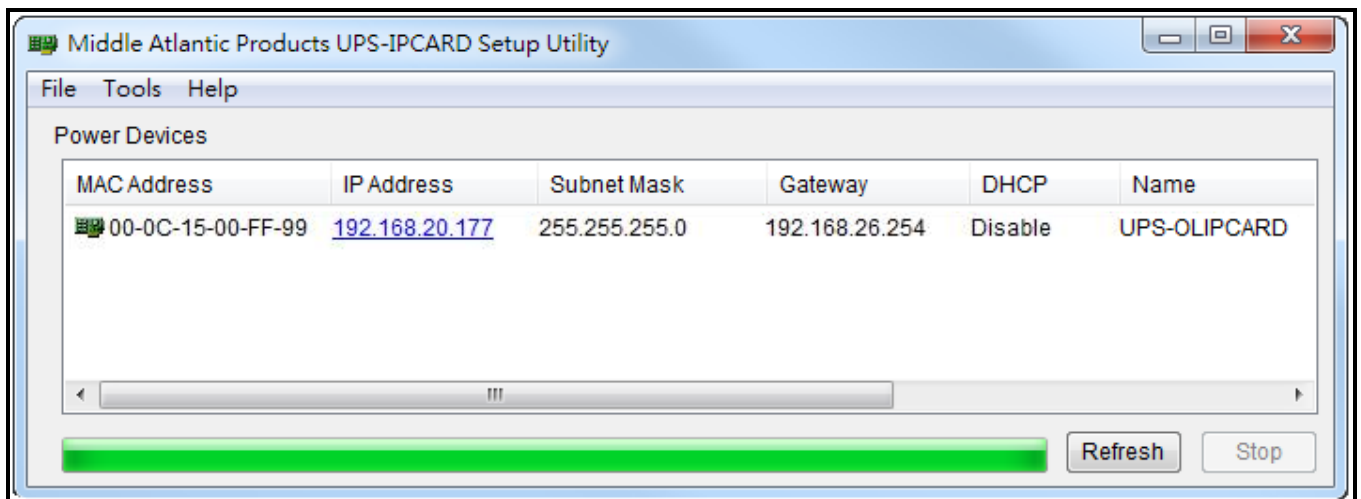 Middle Atlantic Products UPS-IPCARD Setup Utility
File Tools Help
Power Devices
MAC Address IP Address Subnet Mask Gateway DHCP Name
00-0C-15-00-FF-99 192.168.20.177 255.255.255.0 192.168.26.254 Disable UPS-OLIPCARD
Refresh Stop